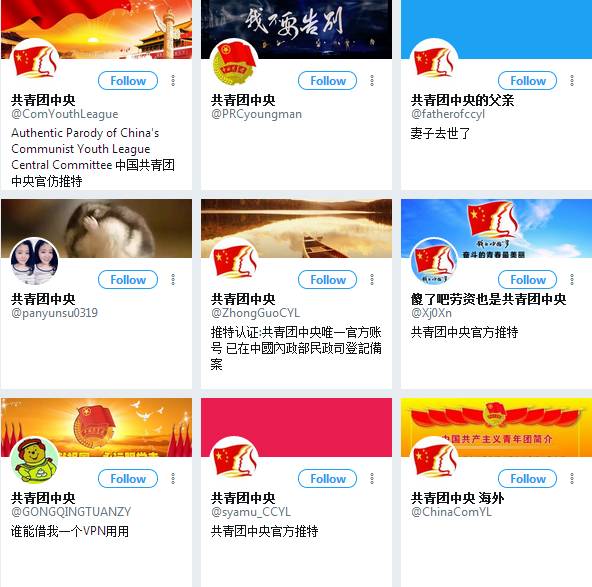 我不要告别
Follow
Follow
Follow
共青团中央
共青团中央
共青团中央的父亲
@ComYouthLeague
@PRCyoungman
@fatherofccyl
Authentic Parody of China's
Communist Youth League
Central Committee 中国共青团
中央官仿推特
妻子去世了
奋斗的青春最美丽
Follow
Follow
Follow
共青团中央
共青团中央
傻了吧劳资也是共青团中央
@panyunsu0319
@ZhongGuoCYL
@Xj0Xn
推特认证:共青团中央唯一官方账
号 已在中國內政部民政司登記備
案
共青团中央官方推特
中国共产主义青年团简介
Follow
Follow
Follow
共青团中央
共青团中央
共青团中央 海外
@GONGQINGTUANZY
@syamu_CCYL
@ChinaComYL
谁能借我一个VPN用用
共青团中央官方推特